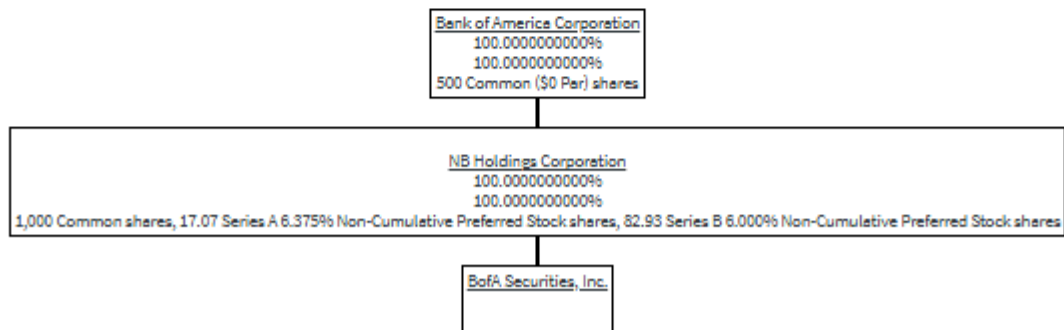 Bank of America Corporation
100.0000000000%
100.0000000000%
500 Common ($0 Par) shares
NB Holdings Corporation
100.0000000000%
100.0000000000%
1,000 Common shares, 17.07 Series A 6.375% Non-Cumulative Preferred Stock shares, 82.93 Series B 6.000% Non-Cumulative Preferred Stock shares
BofA Securities, Inc.